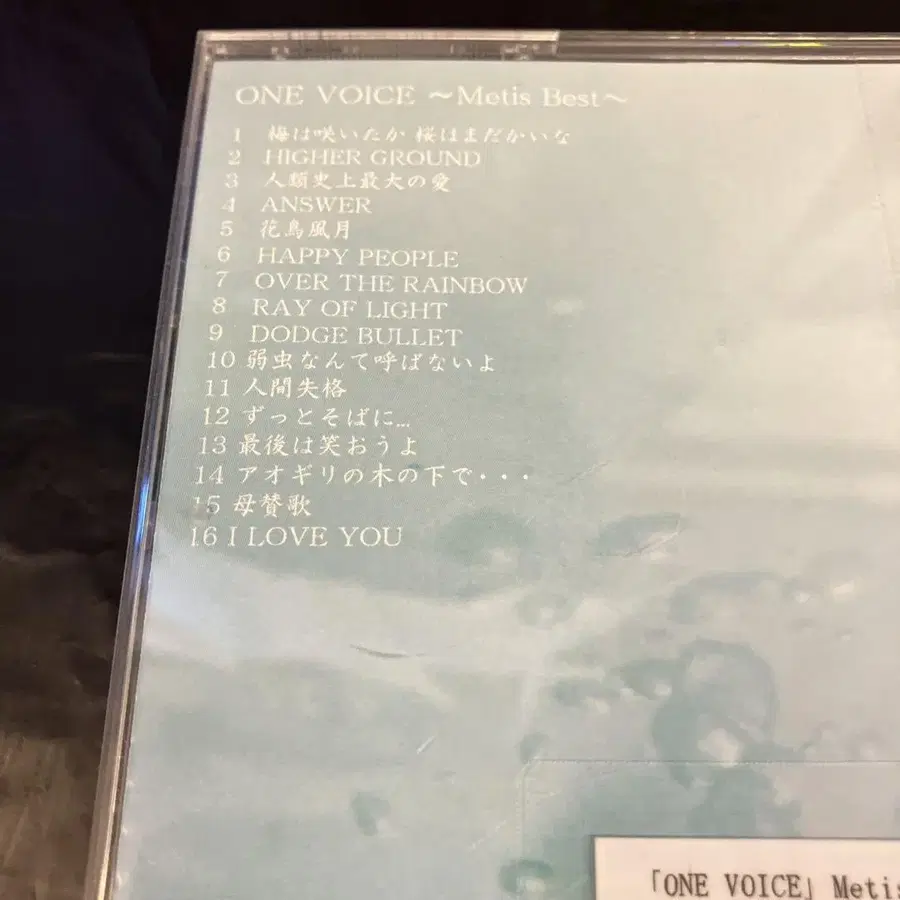 ONE VOICE ～Metis Best～
1 梅は咲いたか 桜はまだかいな
2 HIGHER GROUND
3 人類史上最大の愛
4 ANSWER
5 花鳥風月
6 HAPPY PEOPLE
7 OVER THE RAINBOW
8 RAY OF LIGHT
9 DODGE BULLET
10 弱虫なんて呼ばないよ
11 人間失格
12 ずっとそばに...
13 最後は笑おうよ
14 アオギリの木の下で・・・
15 母賛歌
16 I LOVE YOU
「ONE VOICE」Metis